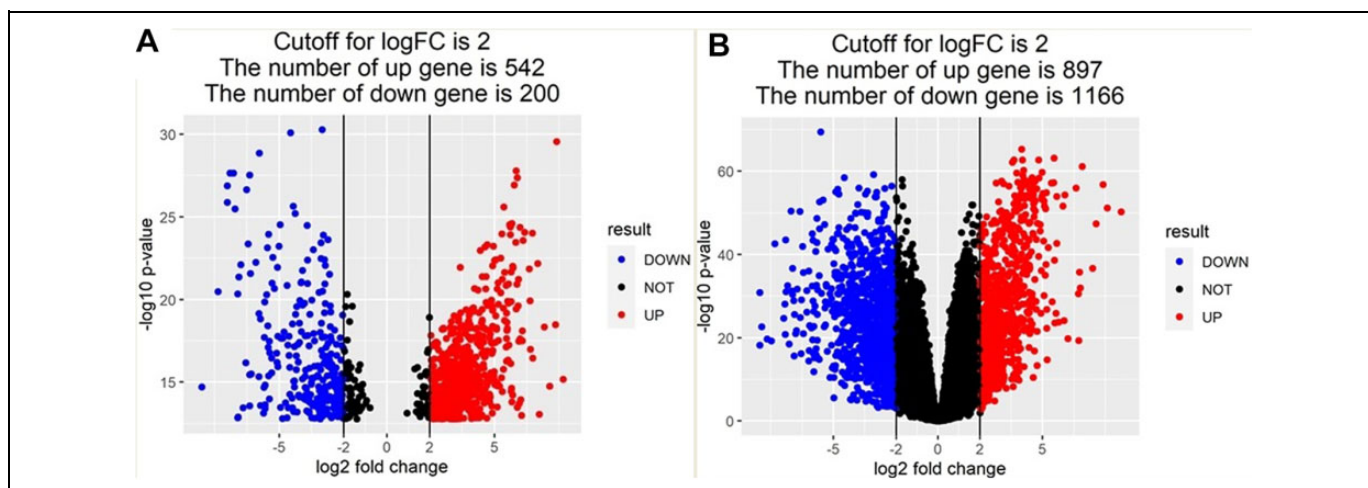 A
Cutoff for logFC is 2
The number of up gene is 542
The number of down gene is 200
30
25
20
15
-log10 p-value
-5
-2
0
2
5
log2 fold change
result
DOWN
NOT
UP
B
Cutoff for logFC is 2
The number of up gene is 897
The number of down gene is 1166
60
40
20
0
-log10 p-value
-5
-2
0
2
5
log2 fold change
result
DOWN
NOT
UP